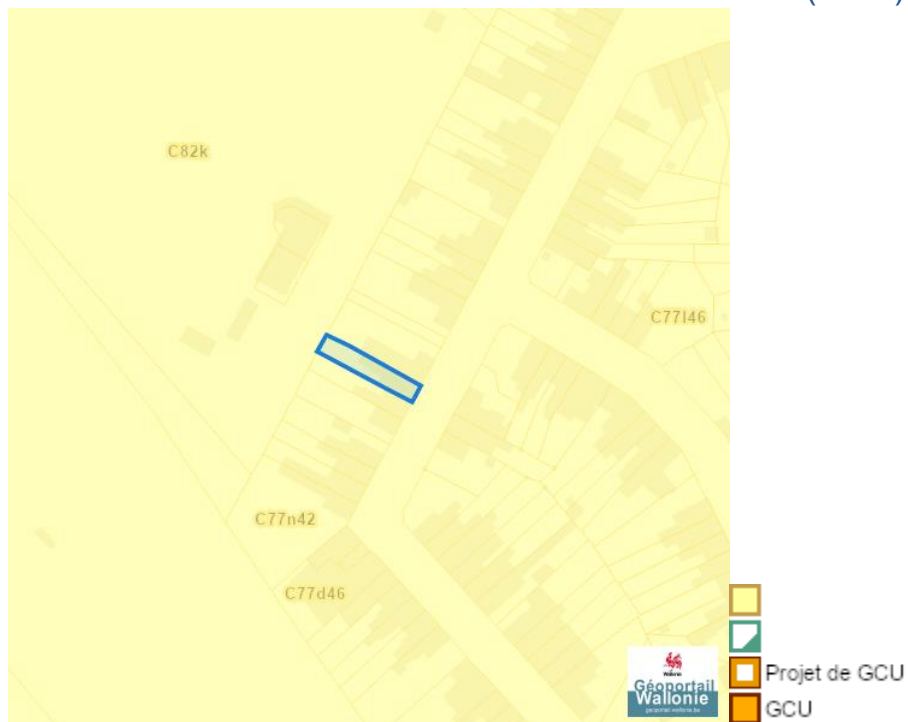 C82k
C77l46
C77n42
C77d46
Wallonie
Géoportail
Wallonie
geoportail.wallonie.be
Projet de GCU
GCU